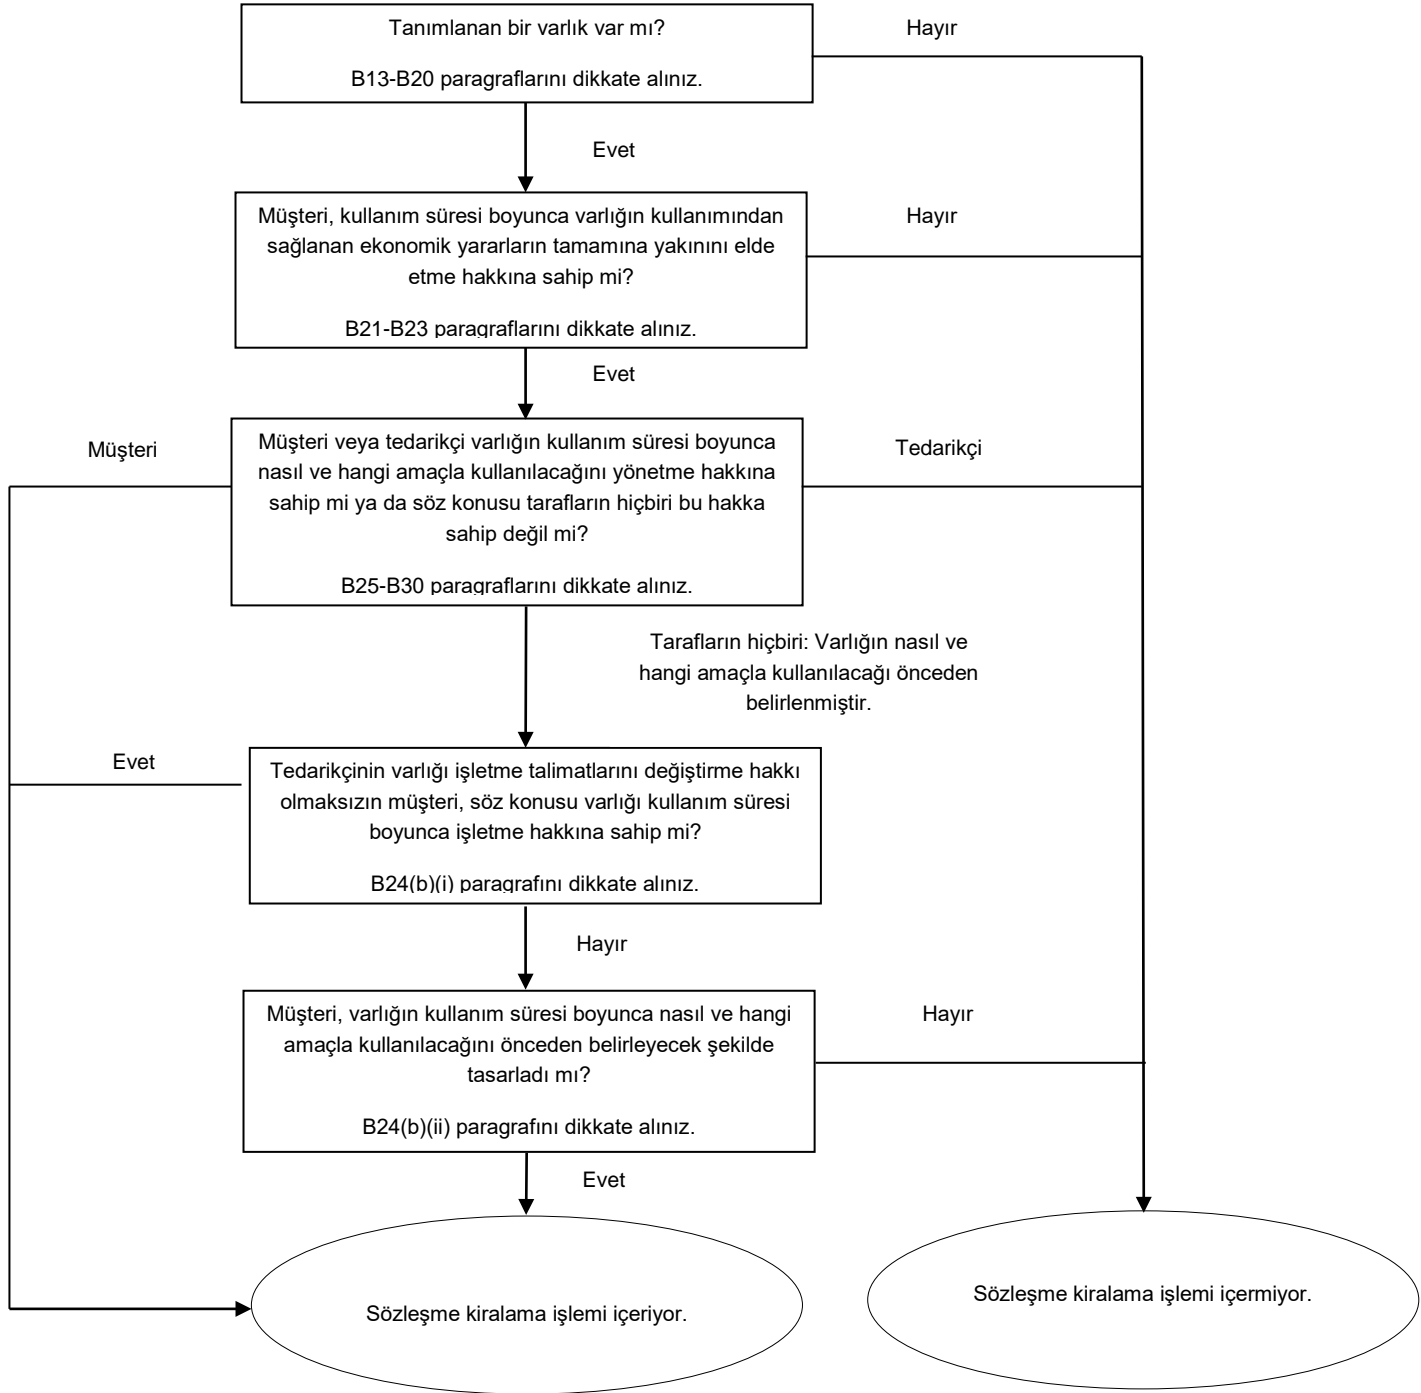 Tanımlanan bir varlık var mı?
B13-B20 paragraflarını dikkate alınız.
Hayır
Evet
Müşteri, kullanım süresi boyunca varlığın kullanımından
sağlanan ekonomik yararların tamamına yakınını elde
etme hakkına sahip mi?
B21-B23 paragraflarını dikkate alınız.
Hayır
Evet
Müşteri
Müşteri veya tedarikçi varlığın kullanım süresi boyunca
nasıl ve hangi amaçla kullanılacağını yönetme hakkına
sahip mi ya da söz konusu tarafların hiçbiri bu hakka
sahip değil mi?
B25-B30 paragraflarını dikkate alınız.
Tedarikçi
Tarafların hiçbiri: Varlığın nasıl ve
hangi amaçla kullanılacağı önceden
belirlenmiştir.
Evet
Tedarikçinin varlığı işletme talimatlarını değiştirme hakkı
olmaksızın müşteri, söz konusu varlığı kullanım süresi
boyunca işletme hakkına sahip mi?
B24(b)(i) paragrafını dikkate alınız.
Hayır
Müşteri, varlığın kullanım süresi boyunca nasıl ve hangi
amaçla kullanılacağını önceden belirleyecek şekilde
tasarladı mı?
B24(b)(ii) paragrafını dikkate alınız.
Hayır
Evet
Sözleşme kiralama işlemi içeriyor.
Sözleşme kiralama işlemi içermiyor.